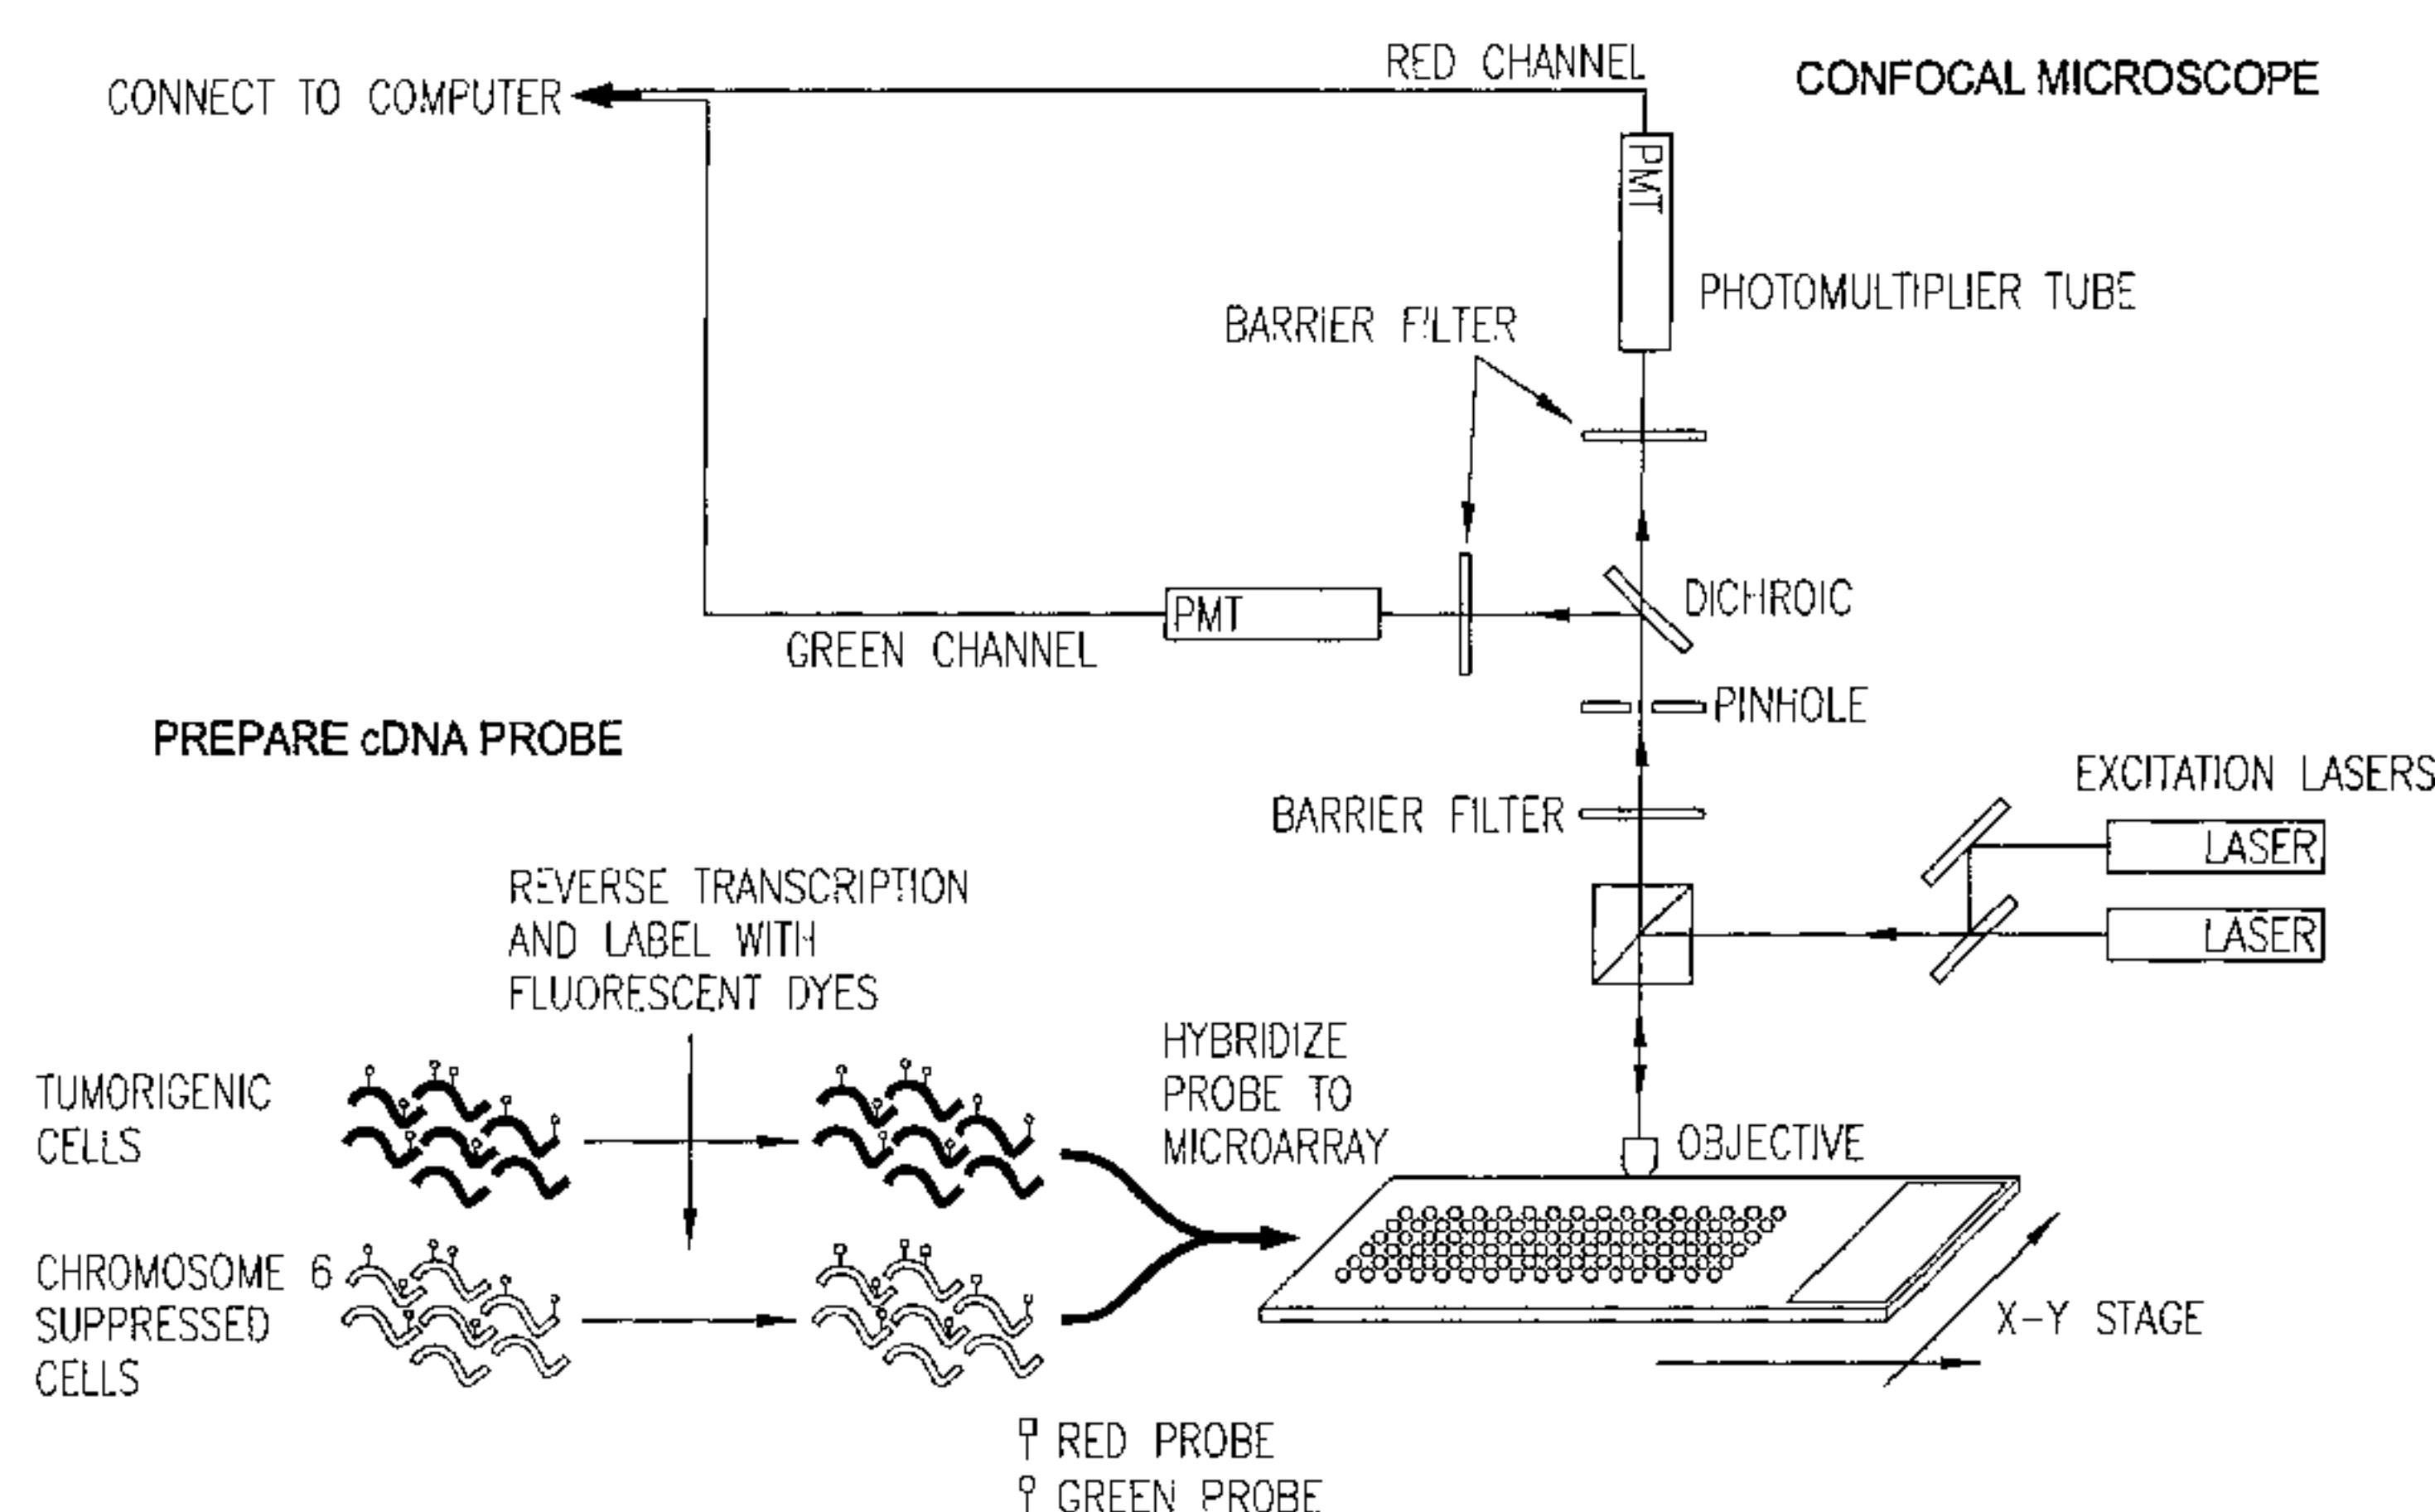 RED CHANNEL
CONFOCAL MICROSCOPE
CONNECT TO COMPUTER
PMT
PHOTOMULTIPLIER TUBE
BARRIER FILTER
DICHROIC
PMT
GREEN CHANNEL
PINHOLE
PREPARE cDNA PROBE
EXCITATION LASERS
BARRIER FILTER
LASER
LASER
REVERSE TRANSCRIPTION
AND LABEL WITH
FLUORESCENT DYES
HYBRIDIZE
PROBE TO
MICROARRAY
TUMORIGENIC
CELLS
OBJECTIVE
CHROMOSOME 6
SUPPRESSED
CELLS
X-Y STAGE
RED PROBE
GREEN PROBE